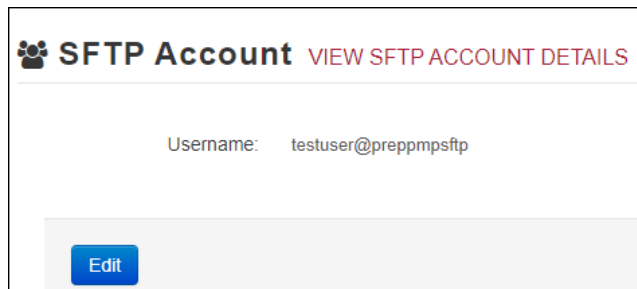 SFTP Account VIEW SFTP ACCOUNT DETAILS
Username: testuser@preppmpsftp
Edit